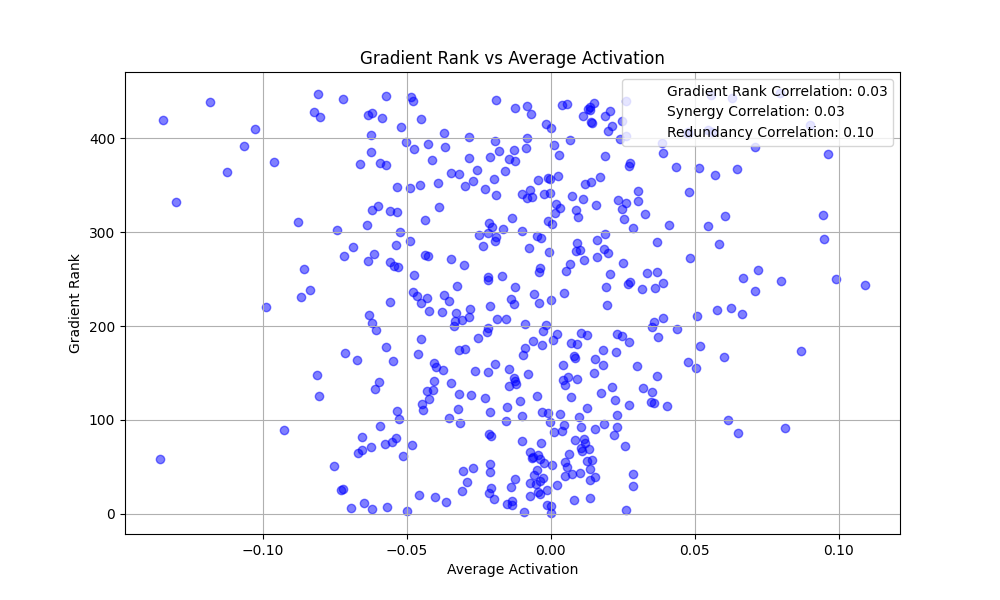 Gradient Rank vs Average Activation
Gradient Rank Correlation: 0.03
Synergy Correlation: 0.03
Redundancy Correlation: 0.10
400
300
200
100
0
Gradient Rank
−0.10
−0.05
0.00
0.05
0.10
Average Activation